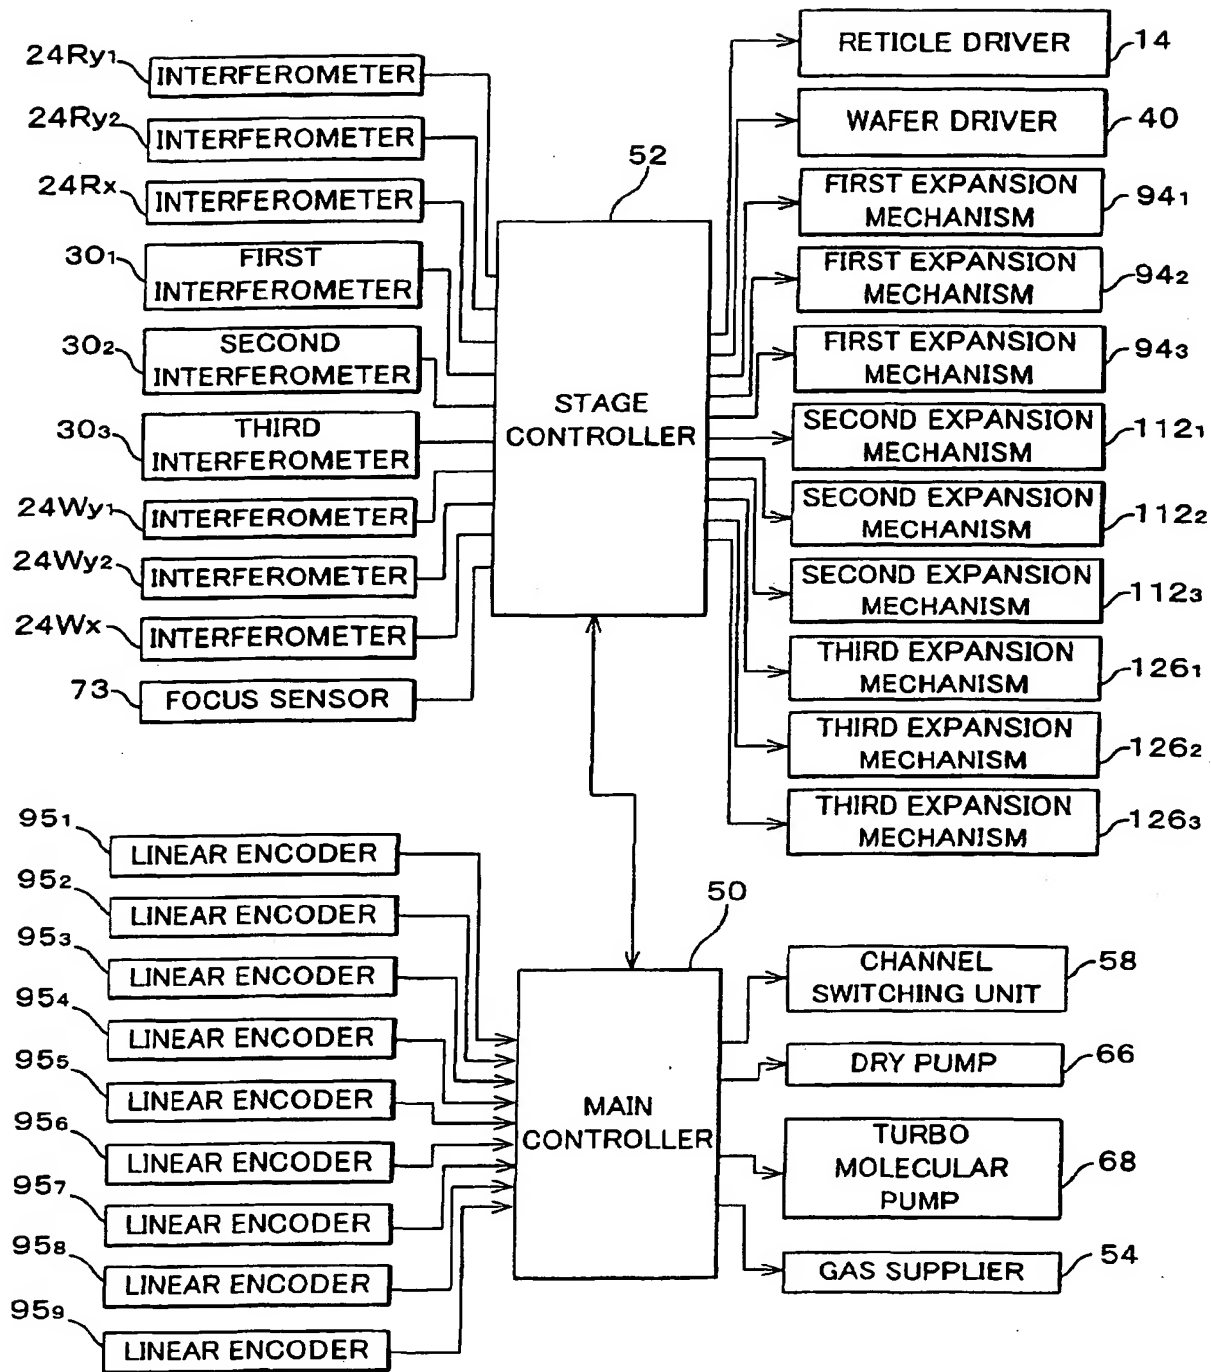 24Ry1
INTERFEROMETER
24Ry2
INTERFEROMETER
24Rx
INTERFEROMETER
301
FIRST
INTERFEROMETER
302
SECOND
INTERFEROMETER
303
THIRD
INTERFEROMETER
24Wy1
INTERFEROMETER
24Wy2
INTERFEROMETER
24Wx
INTERFEROMETER
73
FOCUS SENSOR
52
STAGE
CONTROLLER
RETICLE DRIVER
14
WAFER DRIVER
40
FIRST EXPANSION
MECHANISM
941
FIRST EXPANSION
MECHANISM
942
FIRST EXPANSION
MECHANISM
943
SECOND EXPANSION
MECHANISM
1121
SECOND EXPANSION
MECHANISM
1122
SECOND EXPANSION
MECHANISM
1123
THIRD EXPANSION
MECHANISM
1261
THIRD EXPANSION
MECHANISM
1262
THIRD EXPANSION
MECHANISM
1263
951
LINEAR ENCODER
952
LINEAR ENCODER
953
LINEAR ENCODER
954
LINEAR ENCODER
955
LINEAR ENCODER
956
LINEAR ENCODER
957
LINEAR ENCODER
958
LINEAR ENCODER
959
LINEAR ENCODER
50
MAIN
CONTROLLER
CHANNEL
SWITCHING UNIT
58
DRY PUMP
66
TURBO
MOLECULAR
PUMP
68
GAS SUPPLIER
54